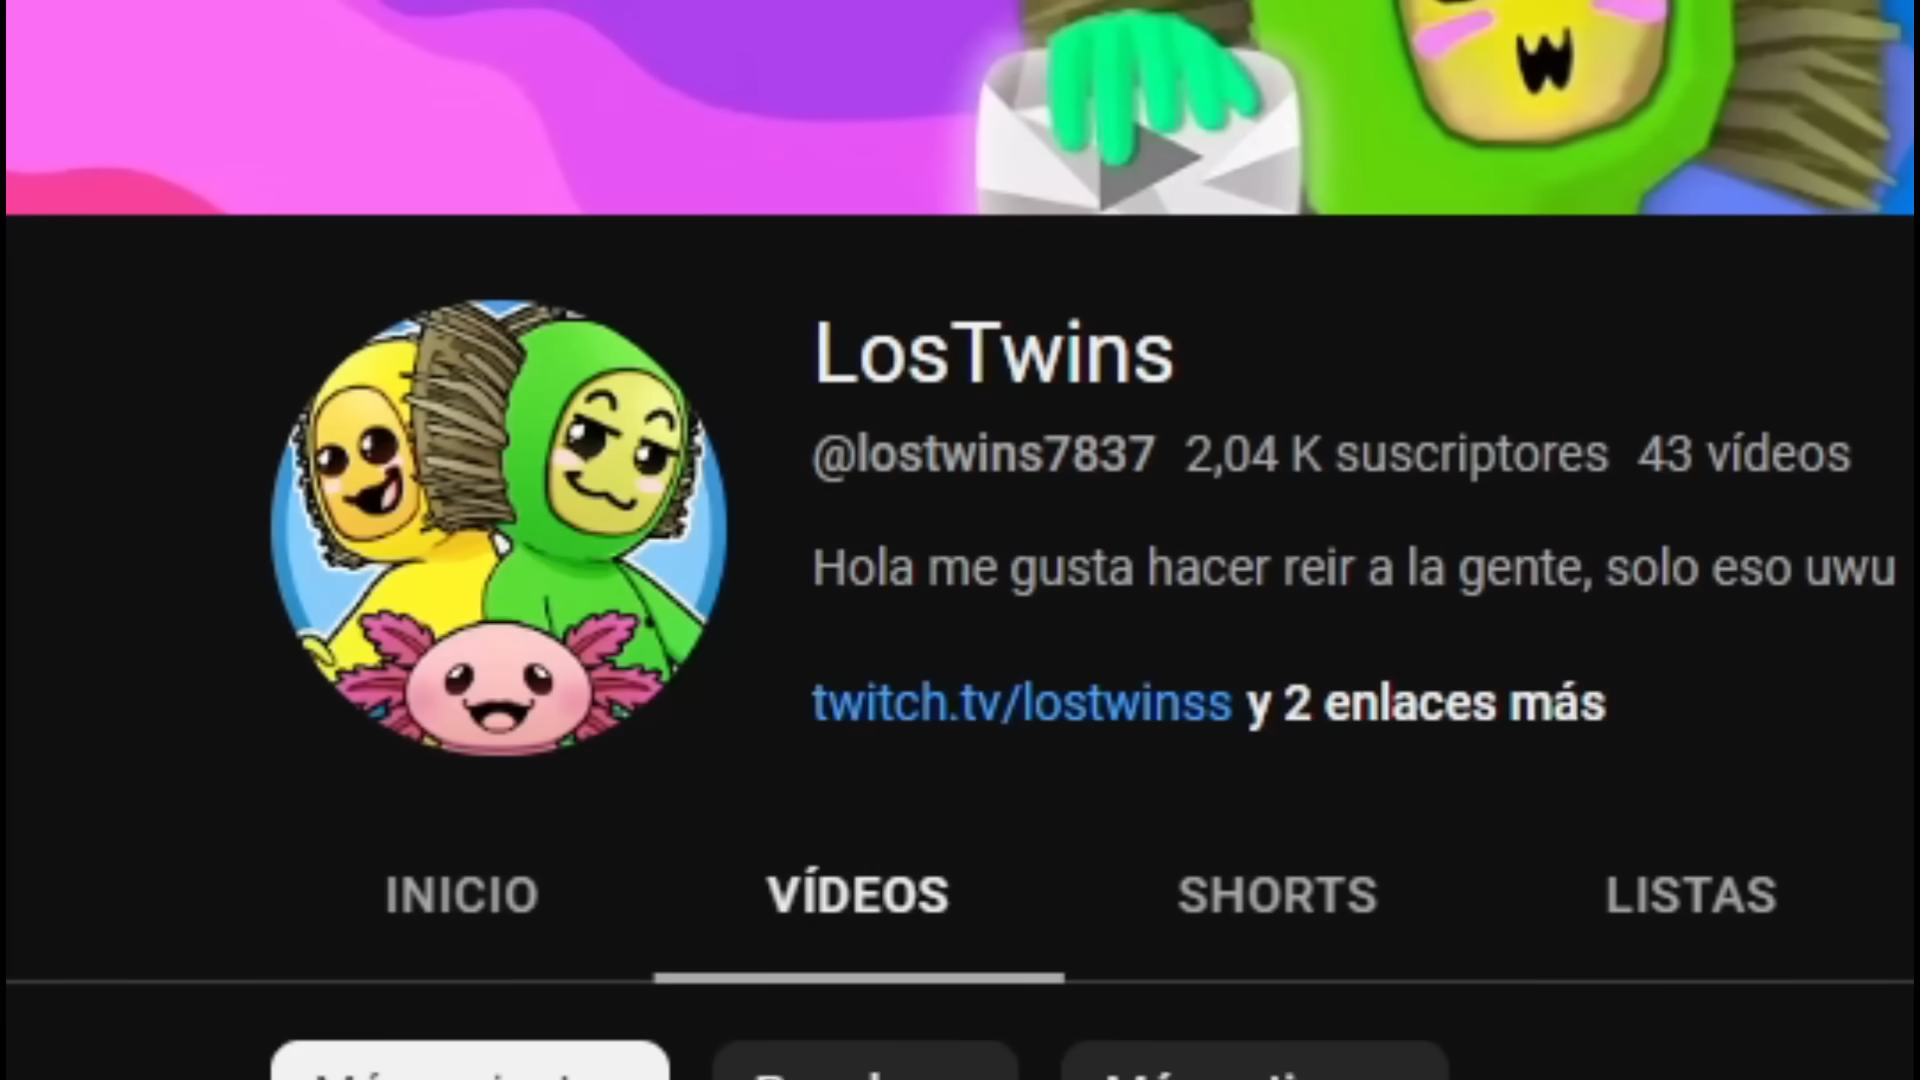 LosTwins
@lostwins7837 2,04 K suscriptores 43 vídeos
Hola me gusta hacer reir a la gente, solo eso uwu
twitch.tv/lostwinss y 2 enlaces más
INICIO VÍDEOS SHORTS LISTAS